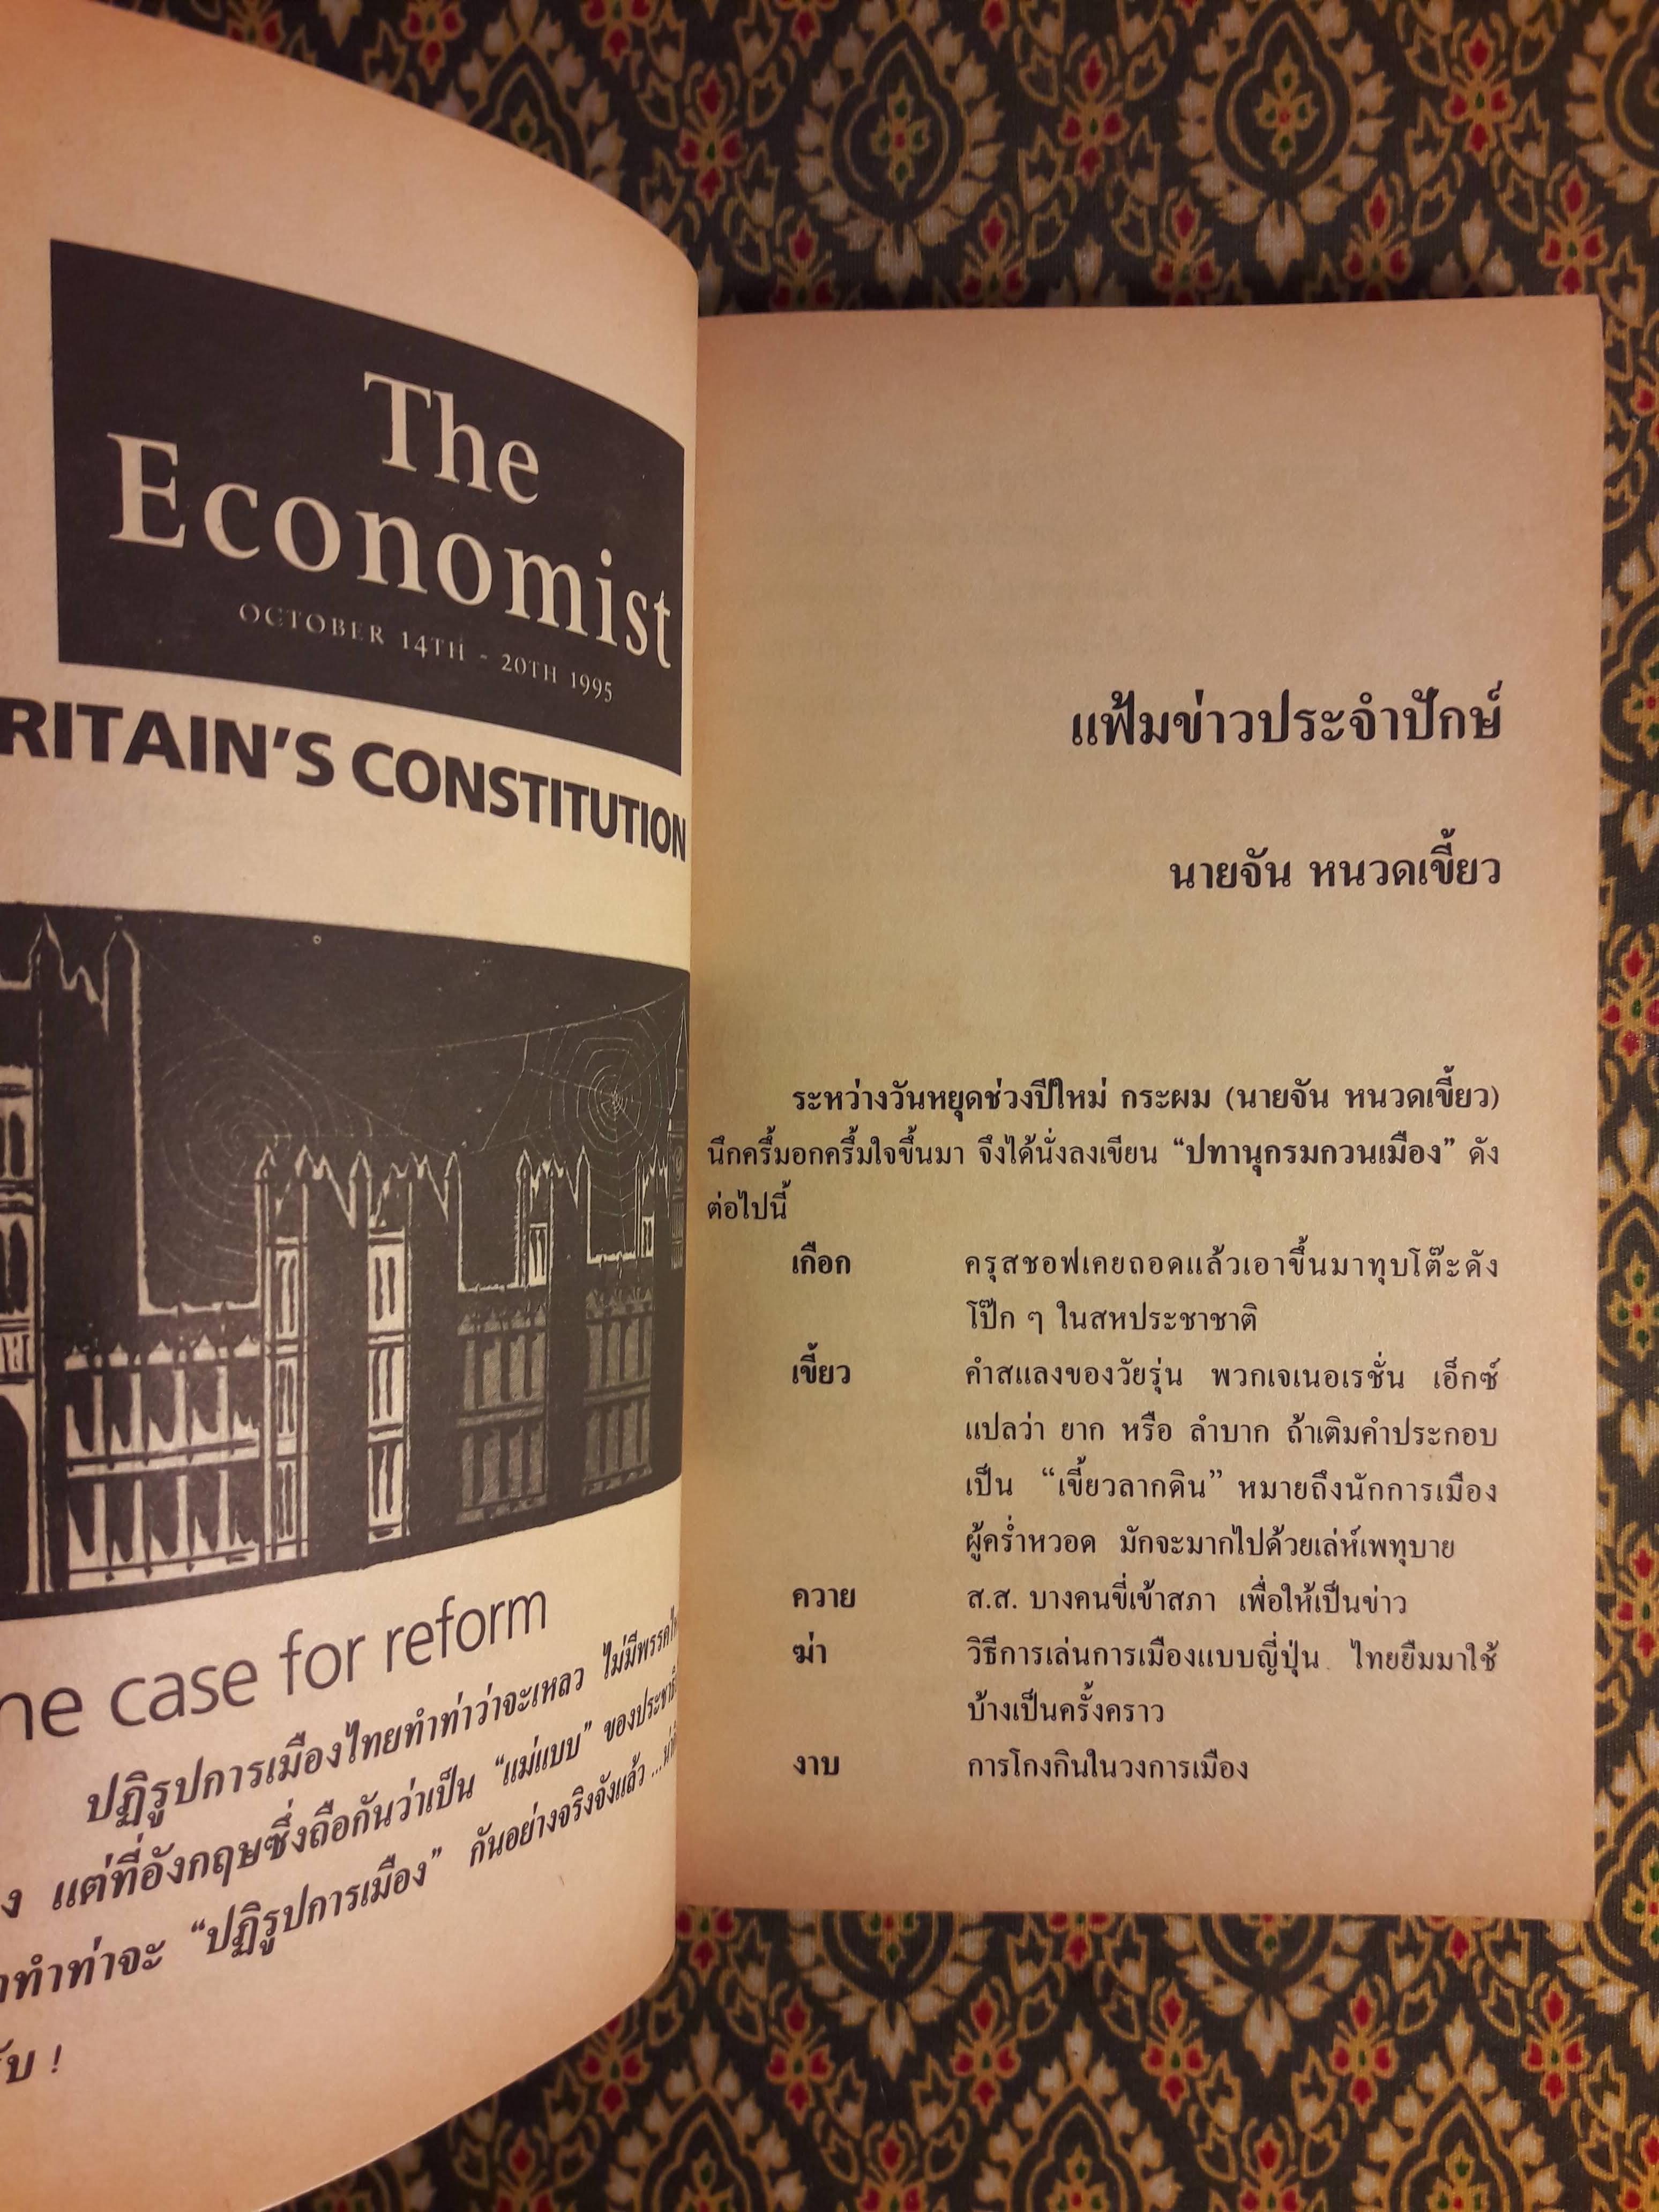 The
Economist
OCTOBER 14TH - 20TH 1995
RITAIN'S CONSTITUTION
case for reform
ปฏิรูปการเมืองไทยทำท่าว่าจะเหลว ไม่มีพรรค
แต่ที่อังกฤษซึ่งถือกันว่าเป็น “แม่แบบ” ของ
ทำท่าจะ “ปฏิรูปการเมือง” กันอย่างจริงจังแล้ว ...
แฟ้มข่าวประจำปักษ์
นายจัน หนวดเขี้ยว
ระหว่างวันหยุดช่วงปีใหม่ กระผม (นายจัน หนวดเขี้ยว)
นึกครึ้มอกครึ้มใจขึ้นมา จึงได้นั่งลงเขียน “ปทานุกรมกวนเมือง” ดัง
ต่อไปนี้
เกือก ครุสชอฟเคยถอดแล้วเอาขึ้นมาทุบโต๊ะดัง
โป๊ก ๆ ในสหประชาชาติ
เขี้ยว คำสแลงของวัยรุ่น พวกเจเนอเรชั่น เอ็กซ์
แปลว่า ยาก หรือ ลำบาก ถ้าเติมคำประกอบ
เป็น “เขี้ยวลากดิน” หมายถึงนักการเมือง
ผู้คร่ำหวอด มักจะมากไปด้วยเล่ห์เพทุบาย
ควาย ส.ส. บางคนขี่เข้าสภา เพื่อให้เป็นข่าว
ฆ่า วิธีการเล่นการเมืองแบบญี่ปุ่น ไทยยืมมาใช้
บ้างเป็นครั้งคราว
งาบ การโกงกินในวงการเมือง